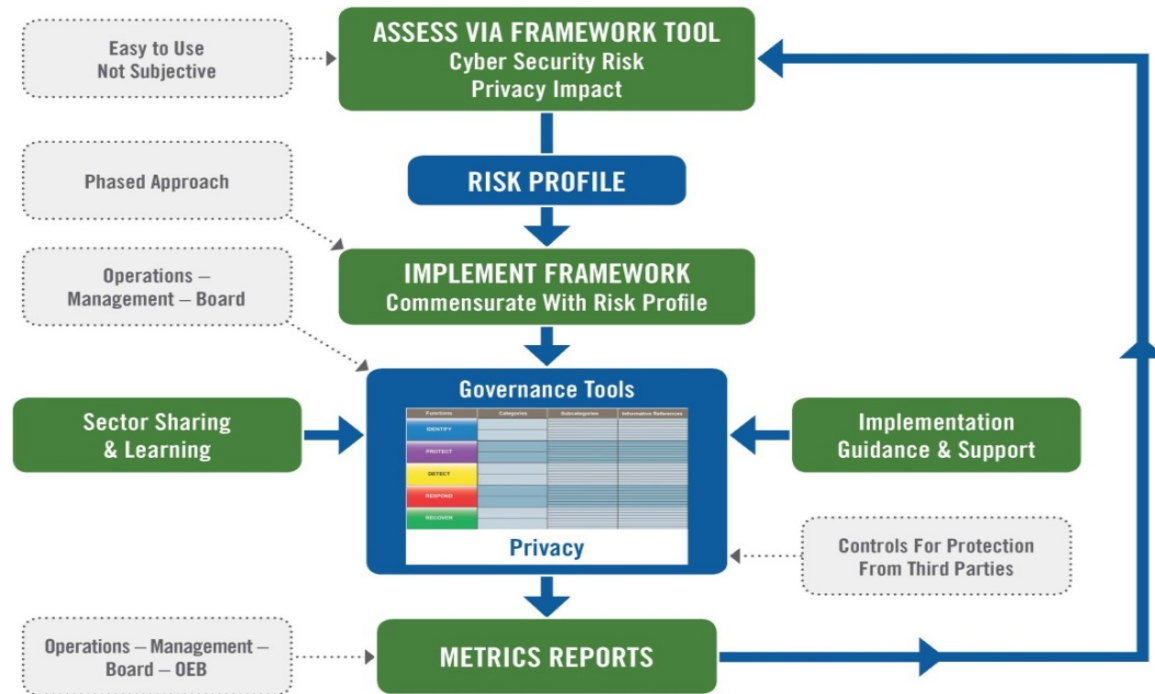 Easy to Use
Not Subjective
ASSESS VIA FRAMEWORK TOOL
Cyber Security Risk
Privacy Impact
Phased Approach
RISK PROFILE
Operations –
Management – Board
IMPLEMENT FRAMEWORK
Commensurate With Risk Profile
Sector Sharing
& Learning
Governance Tools
Functions
Categories
Subcategories
Informative References
IDENTIFY
PROTECT
DETECT
RESPOND
RECOVER
Privacy
Implementation
Guidance & Support
Controls For Protection
From Third Parties
Operations – Management –
Board – OEB
METRICS REPORTS